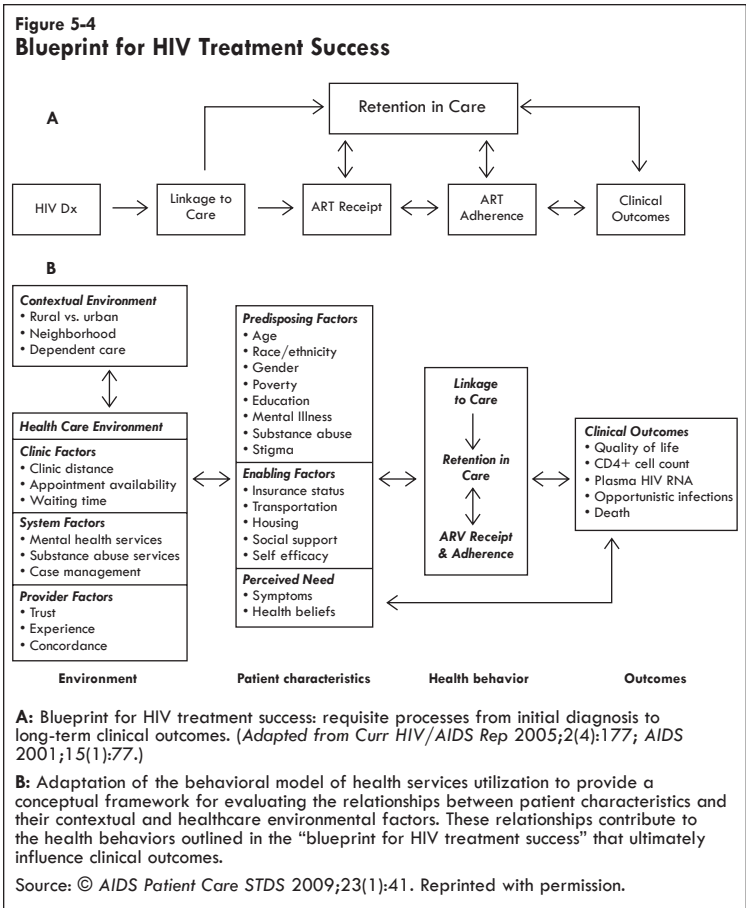 Figure 5-4
Blueprint for HIV Treatment Success
A
Retention in Care
HIV Dx
Linkage to
Care
ART Receipt
ART
Adherence
Clinical
Outcomes
B
Contextual Environment
• Rural vs. urban
• Neighborhood
• Dependent care
Health Care Environment
Clinic Factors
• Clinic distance
• Appointment availability
• Waiting time
System Factors
• Mental health services
• Substance abuse services
• Case management
Provider Factors
• Trust
• Experience
• Concordance
Environment
Predisposing Factors
• Age
• Race/ethnicity
• Gender
• Poverty
• Education
• Mental Illness
• Substance abuse
• Stigma
Enabling Factors
• Insurance status
• Transportation
• Housing
• Social support
• Self efficacy
Perceived Need
• Symptoms
• Health beliefs
Patient characteristics
Linkage
to Care
Retention in
Care
ARV Receipt
& Adherence
Health behavior
Clinical Outcomes
• Quality of life
• CD4+ cell count
• Plasma HIV RNA
• Opportunistic infections
• Death
Outcomes
A: Blueprint for HIV treatment success: requisite processes from initial diagnosis to
long-term clinical outcomes. (Adapted from Curr HIV/AIDS Rep 2005;2(4):177; AIDS
2001;15(1):77.)
B: Adaptation of the behavioral model of health services utilization to provide a
conceptual framework for evaluating the relationships between patient characteristics and
their contextual and healthcare environmental factors. These relationships contribute to
the health behaviors outlined in the “blueprint for HIV treatment success” that ultimately
influence clinical outcomes.
Source: © AIDS Patient Care STDS 2009;23(1):41. Reprinted with permission.